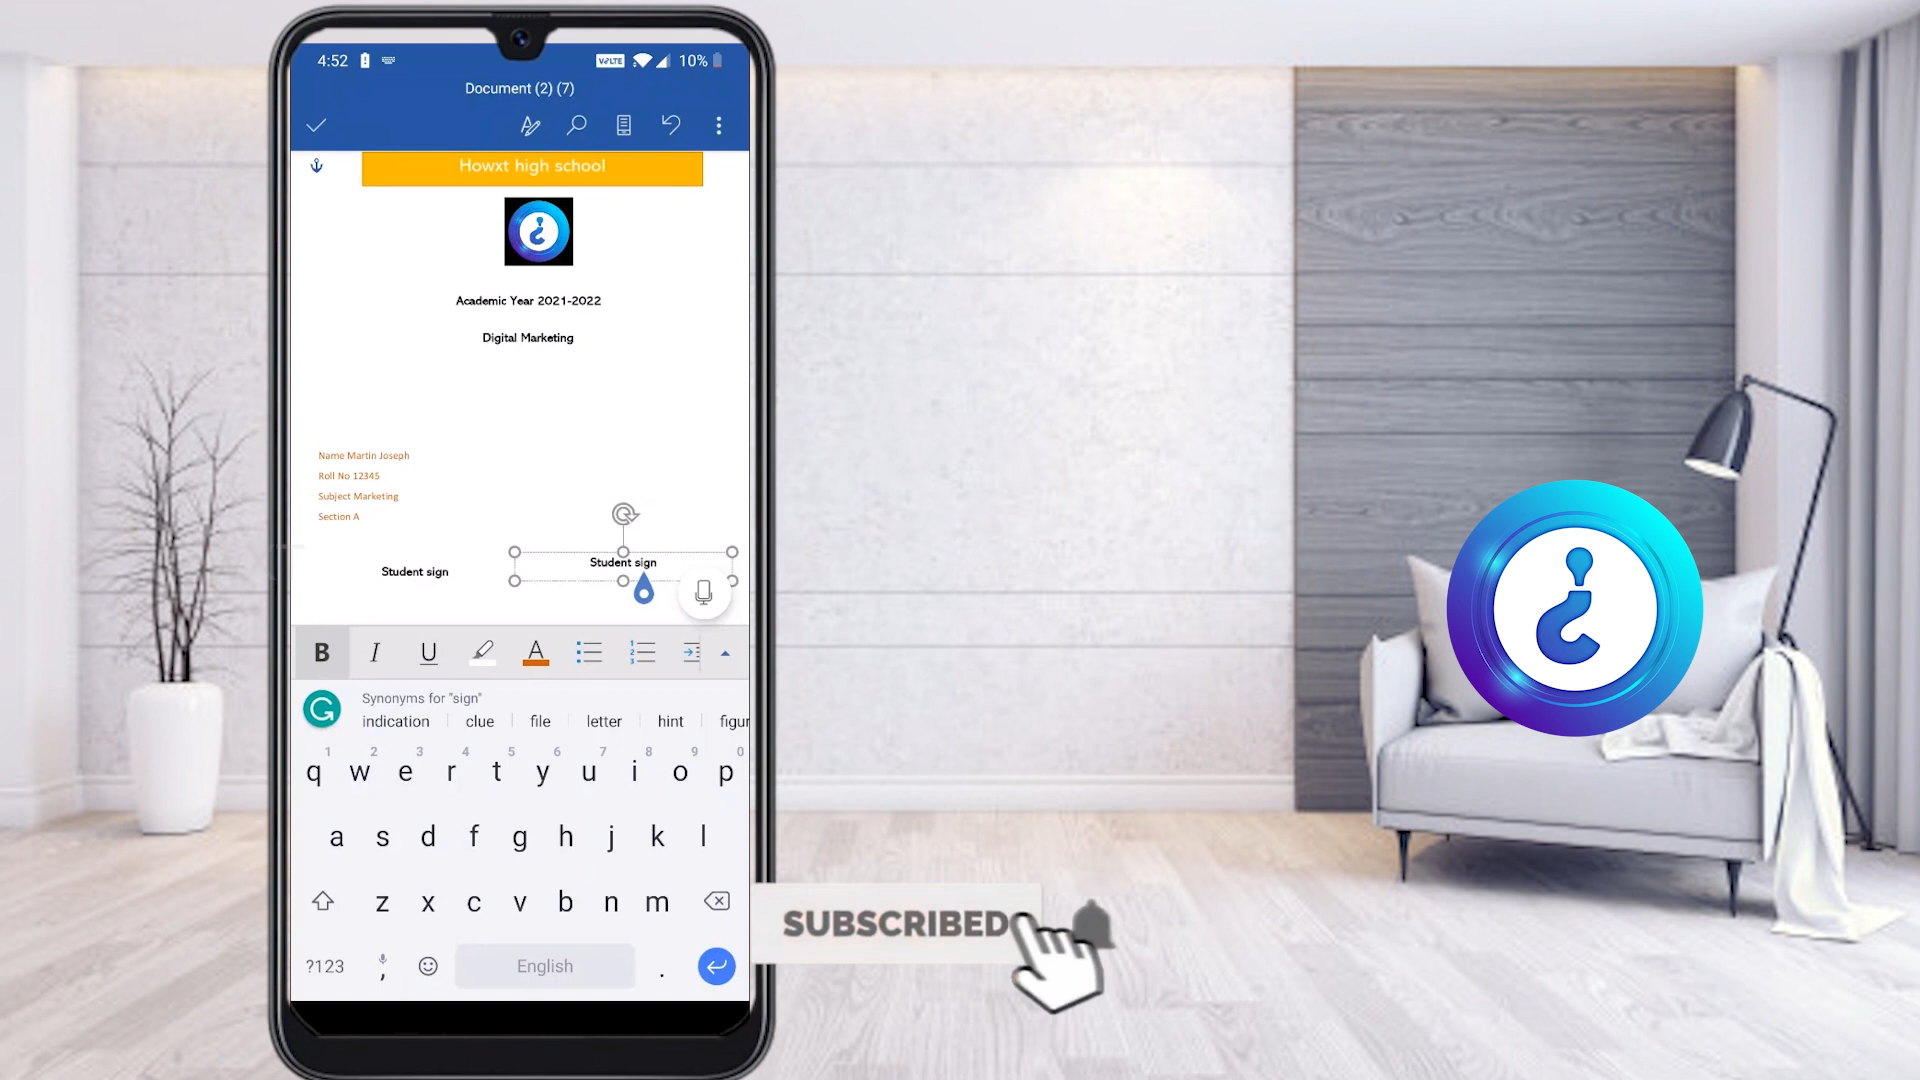 4:52 VoLTE 10%
Document (2) (7)
Howxt high school
Academic Year 2021-2022
Digital Marketing
Name Martin Joseph
Roll No 12345
Subject Marketing
Section A
Student sign
Student sign
B I U A
Synonyms for "sign"
indication clue file letter hint figur
1 2 3 4 5 6 7 8 9 0
q w e r t y u i o p
a s d f g h j k l
z x c v b n m
?123 , English .
SUBSCRIBED